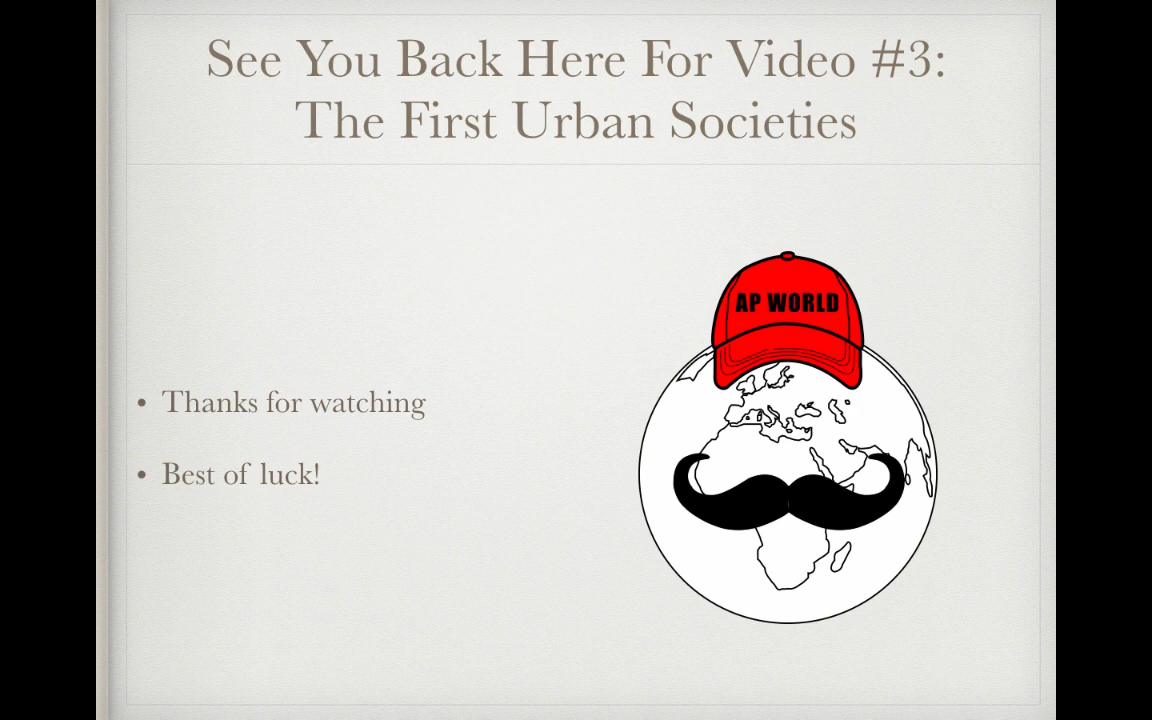 See You Back Here For Video #3:
The First Urban Societies
AP WORLD
• Thanks for watching
• Best of luck!